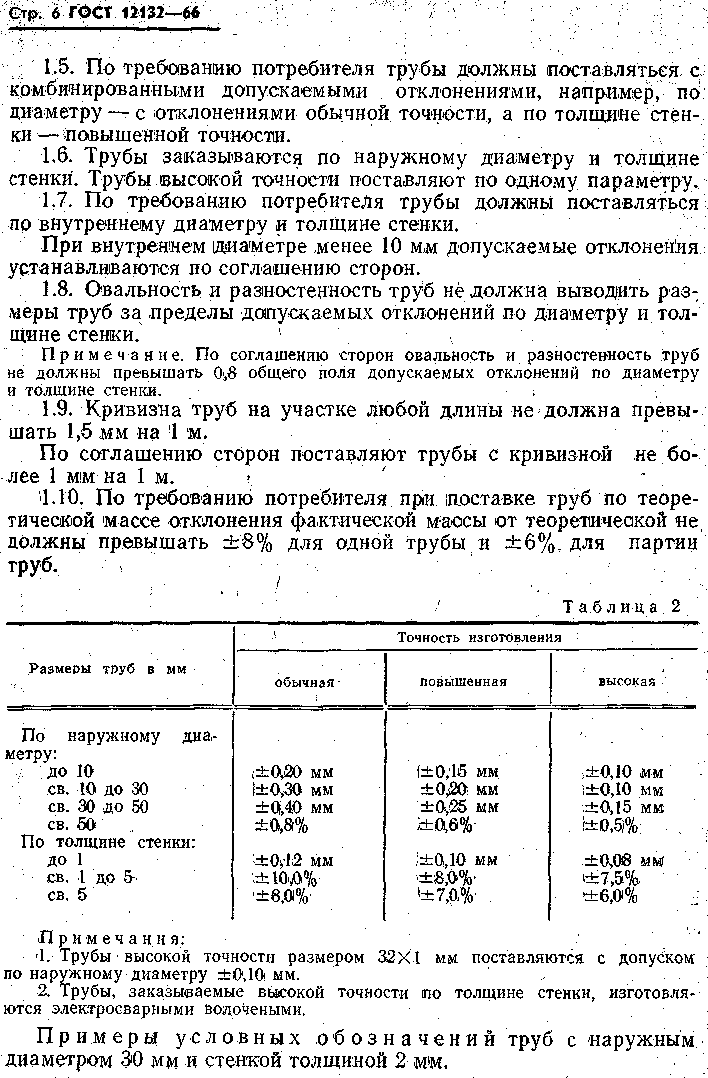 Стр. 6 ГОСТ 12132—66
1.5. По требованию потребителя трубы должны поставляться с
комбинированными допускаемыми отклонениями, например, по
диаметру — с отклонениями обычной точности, а по толщине стен-
ки — повышенной точности.
1.6. Трубы заказываются по наружному диаметру и толщине
стенки. Трубы высокой точности поставляют по одному параметру.
1.7. По требованию потребителя трубы должны поставляться
по внутреннему диаметру и толщине стенки.
При внутреннем диаметре менее 10 мм допускаемые отклонения
устанавливаются по соглашению сторон.
1.8. Овальность и разностенность труб не должна выводить раз-
меры труб за пределы допускаемых отклонений по диаметру и тол-
щине стенки.
Примечание. По соглашению сторон овальность и разностенность труб
не должны превышать 0,8 общего поля допускаемых отклонений по диаметру
и толщине стенки.
1.9. Кривизна труб на участке любой длины не должна превы-
шать 1,5 мм на 1 м.
По соглашению сторон поставляют трубы с кривизной не бо-
лее 1 мм на 1 м.
1.10. По требованию потребителя при поставке труб по теоре-
тической массе отклонения фактической массы от теоретической не
должны превышать ±8% для одной трубы и ±6% для партии
труб.
Таблица 2
Размеры труб в мм
Точность изготовления
обычная повышенная высокая
По наружному диа-
метру:
до 10 ±0,20 мм ±0,15 мм ±0,10 мм
св. 10 до 30 ±0,30 мм ±0,20 мм ±0,10 мм
св. 30 до 50 ±0,40 мм ±0,25 мм ±0,15 мм
св. 50 ±0,8% ±0,6% ±0,5%
По толщине стенки:
до 1 ±0,12 мм ±0,10 мм ±0,08 мм
св. 1 до 5 ±10,0% ±8,0% ±7,5%
св. 5 ±8,0% ±7,0% ±6,0%
Примечания:
1. Трубы высокой точности размером 32×1 мм поставляются с допуском
по наружному диаметру ±0,10 мм.
2. Трубы, заказываемые высокой точности по толщине стенки, изготовля-
ются электросварными волочеными.
Примеры условных обозначений труб с наружным
диаметром 30 мм и стенкой толщиной 2 мм.